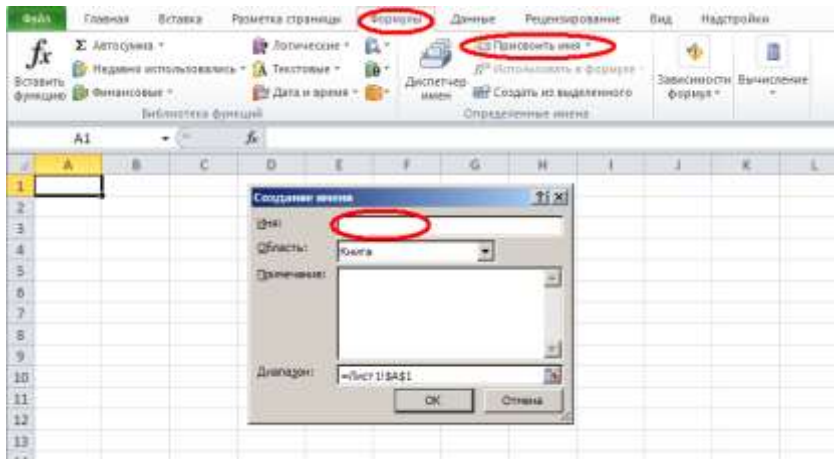 Файл Главная Вставка Разметка страницы Формулы Данные Рецензирование Вид Надстройки
fx Σ Автосумма Логические Присвоить имя
Недавно использовались Текстовые Использовать в формуле
Вставить функцию Финансовые Дата и время Диспетчер имен Создать из выделенного Зависимости формул Вычисление
Библиотека функций Определенные имена
A1 fx
A B C D E F G H I J K L
1
2
3
4
5
6
7
8
9
10
11
12
13
Создание имени
Имя:
Область: Книга
Примечание:
Диапазон: =Лист1!$A$1
ОК Отмена